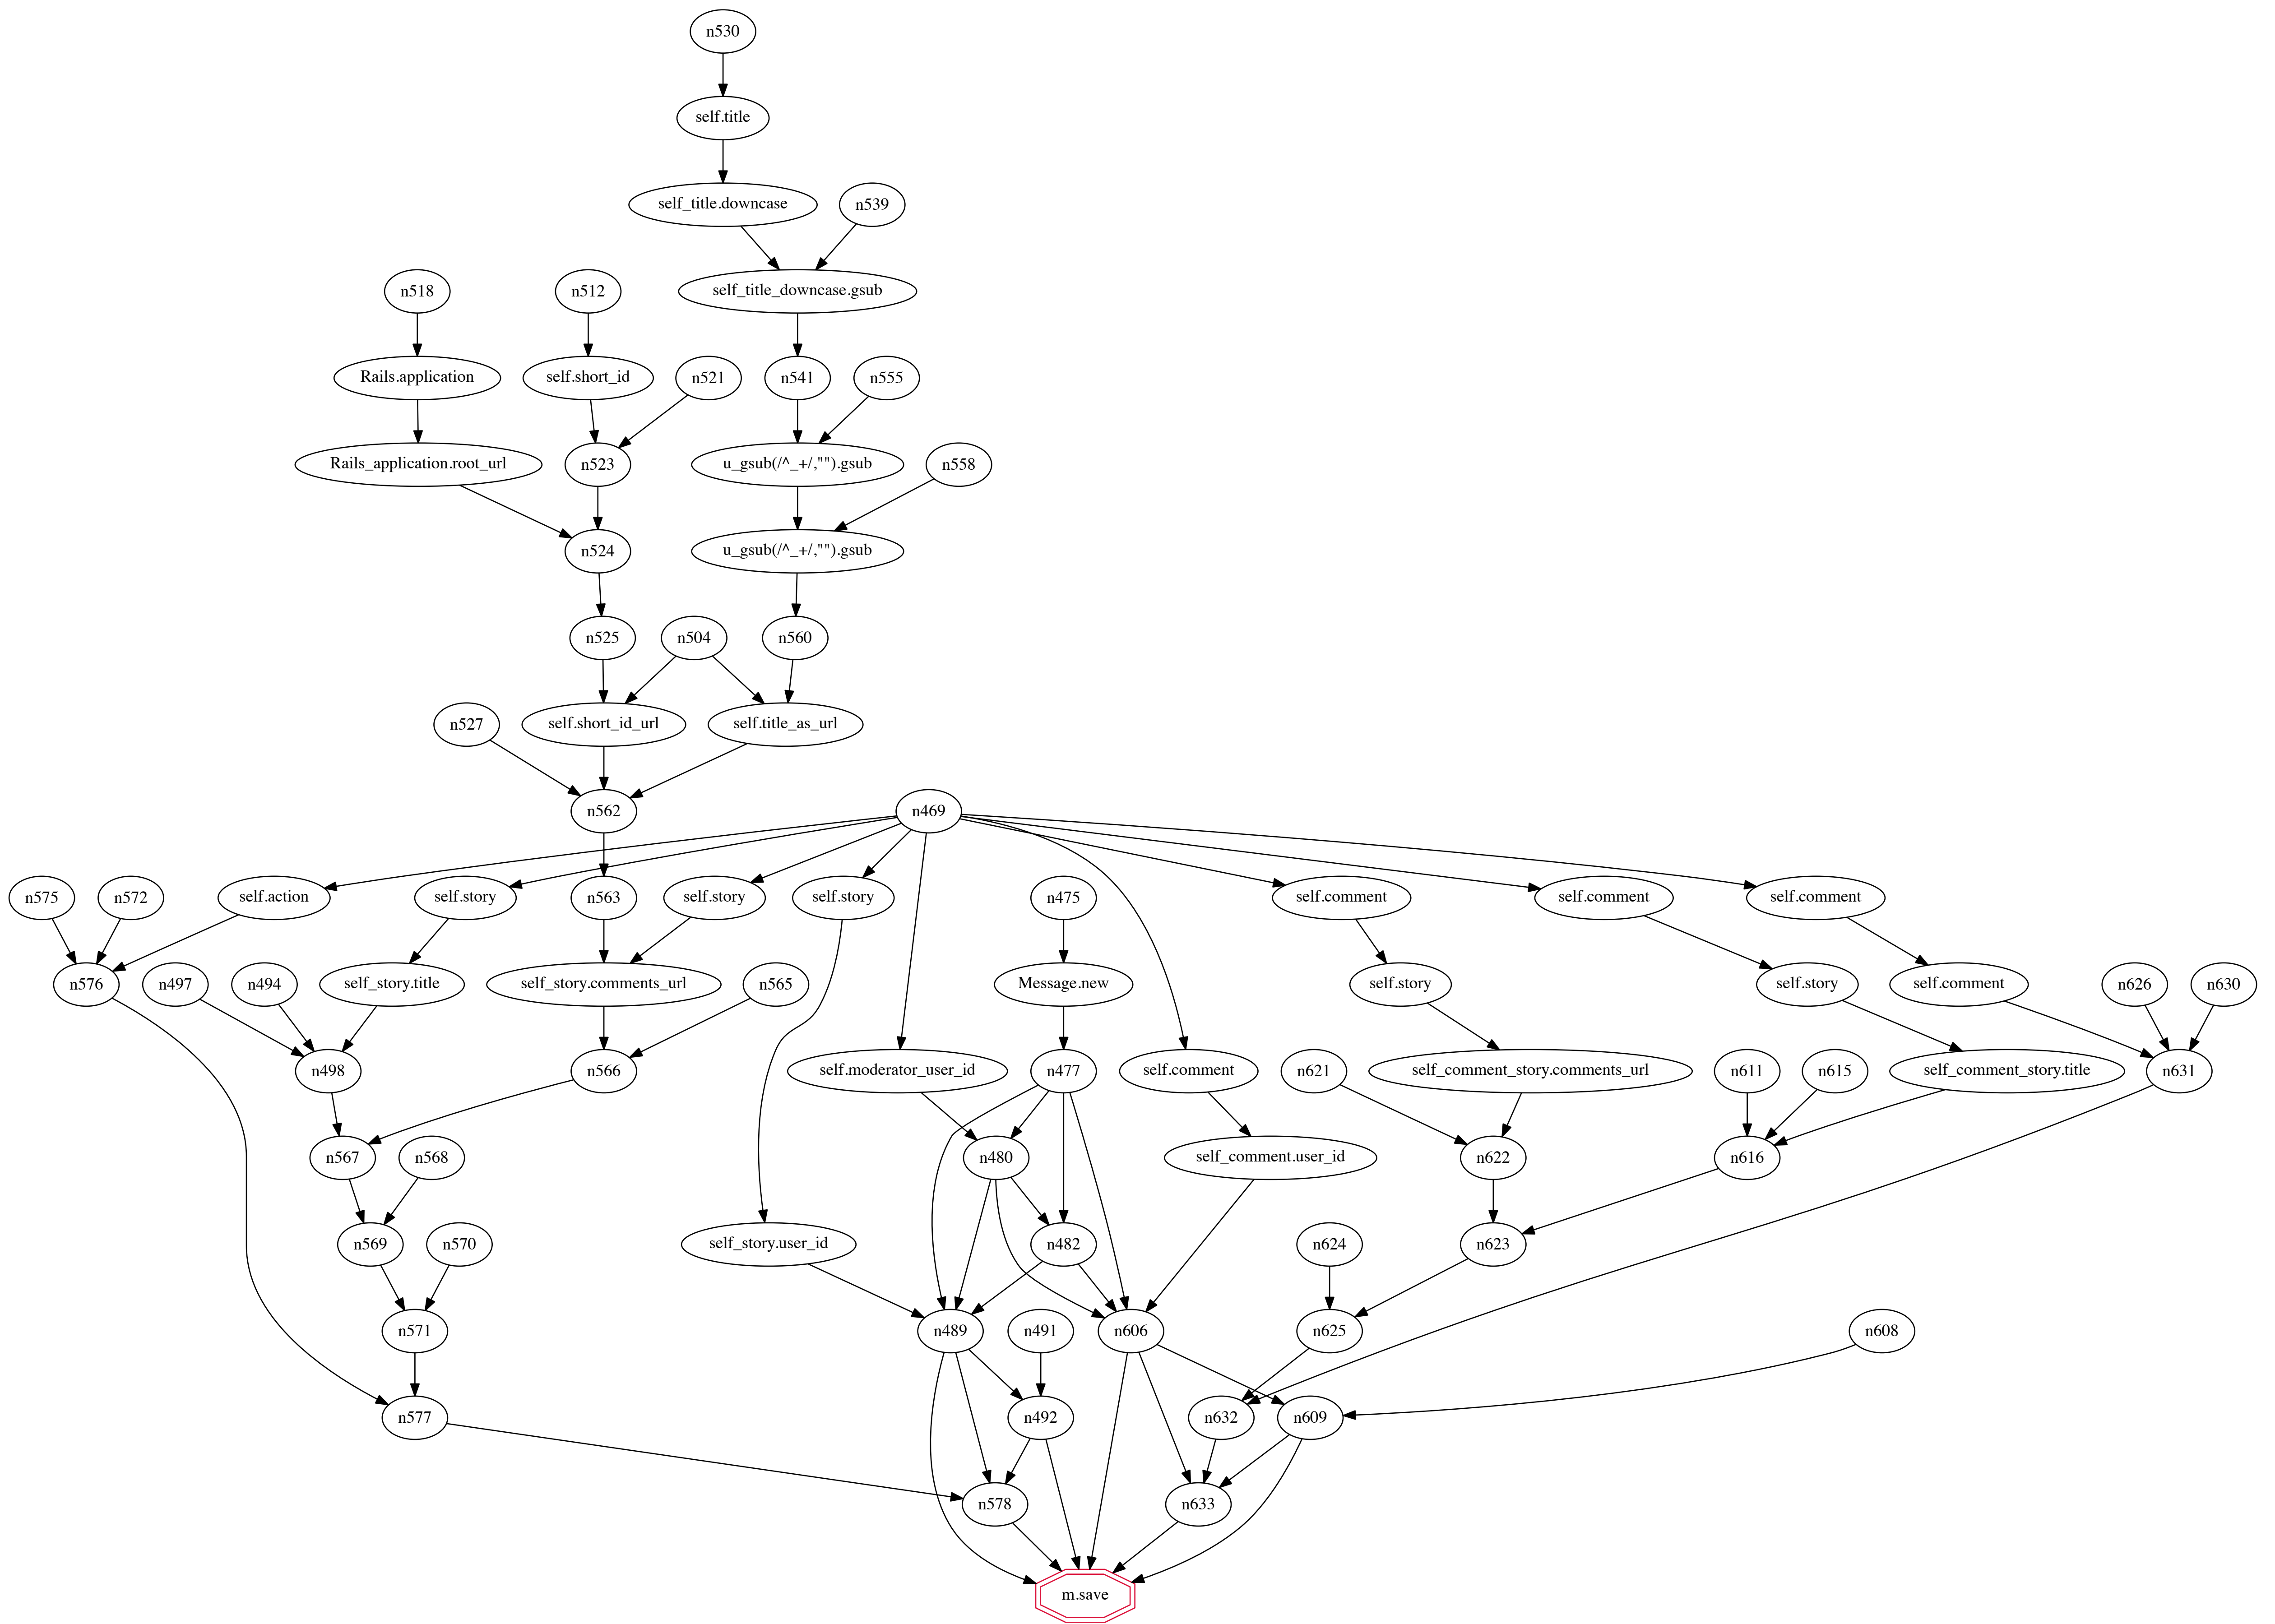 n530
self.title
self_title.downcase
n539
n518
n512
self_title_downcase.gsub
Rails.application
self.short_id
n521
n541
n555
Rails_application.root_url
n523
u_gsub(/^_+/,"").gsub
n558
n524
u_gsub(/^_+/,"").gsub
n525
n504
n560
n527
self.short_id_url
self.title_as_url
n562
n469
n575
n572
self.action
self.story
n563
self.story
self.story
n475
self.comment
self.comment
self.comment
n576
n497
n494
self_story.title
self_story.comments_url
n565
Message.new
self.story
self.story
self.comment
n626
n630
n498
n566
self.moderator_user_id
n477
self.comment
n621
self_comment_story.comments_url
n611
n615
self_comment_story.title
n631
n567
n568
n480
self_comment.user_id
n622
n616
n569
n570
self_story.user_id
n482
n624
n623
n571
n489
n491
n606
n625
n608
n577
n492
n632
n609
n578
n633
m.save